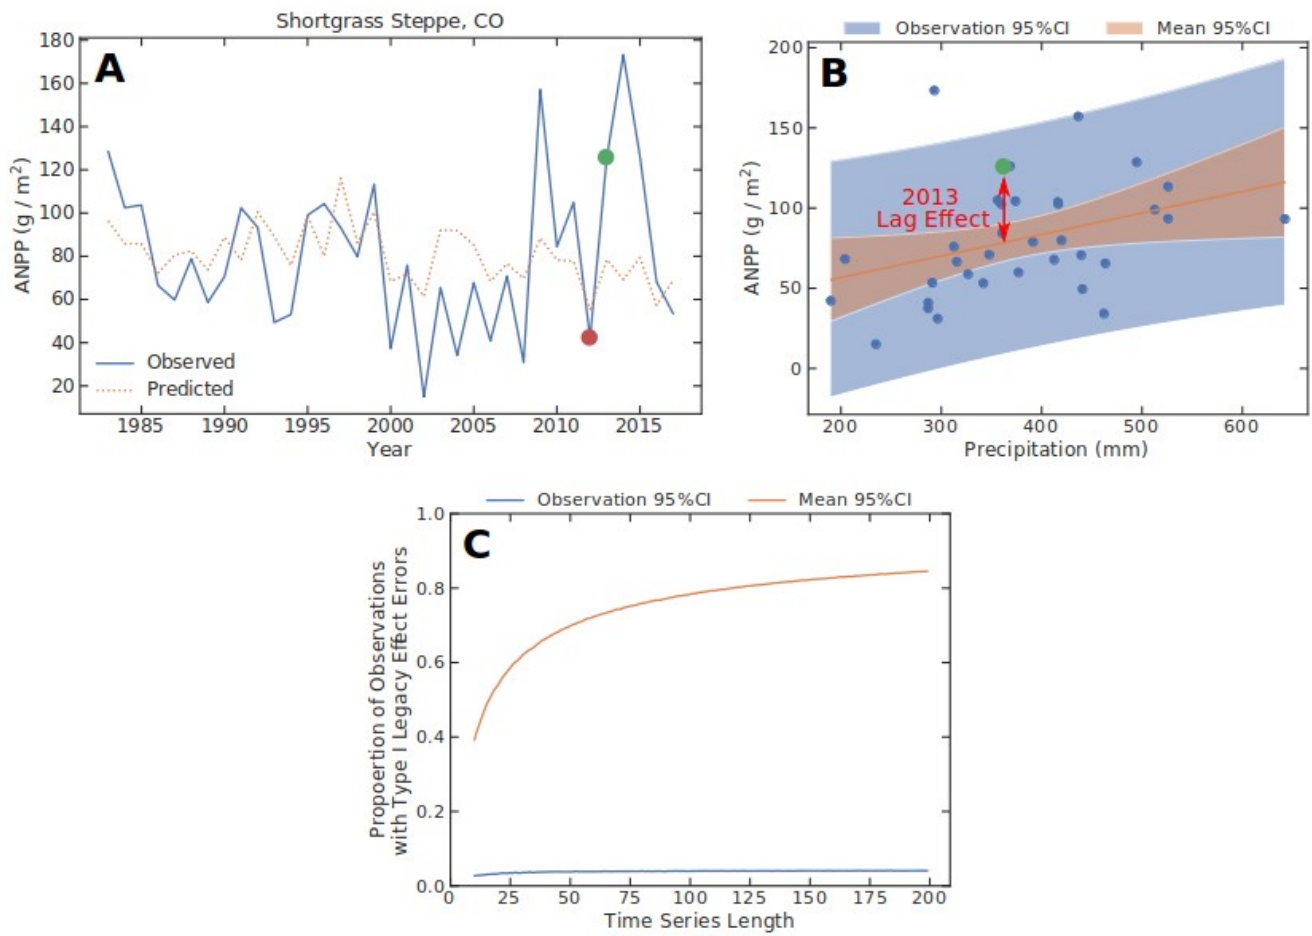 Shortgrass Steppe, CO
A
180
160
140
120
100
80
60
40
20
ANPP (g / m²)
Observed
Predicted
1985 1990 1995 2000 2005 2010 2015
Year
Observation 95%CI Mean 95%CI
B
200
150
100
50
0
ANPP (g / m²)
2013
Lag Effect
200 300 400 500 600
Precipitation (mm)
Observation 95%CI Mean 95%CI
C
1.0
0.8
0.6
0.4
0.2
0.0
Propoertion of Observations
with Type I Legacy Effect Errors
0 25 50 75 100 125 150 175 200
Time Series Length